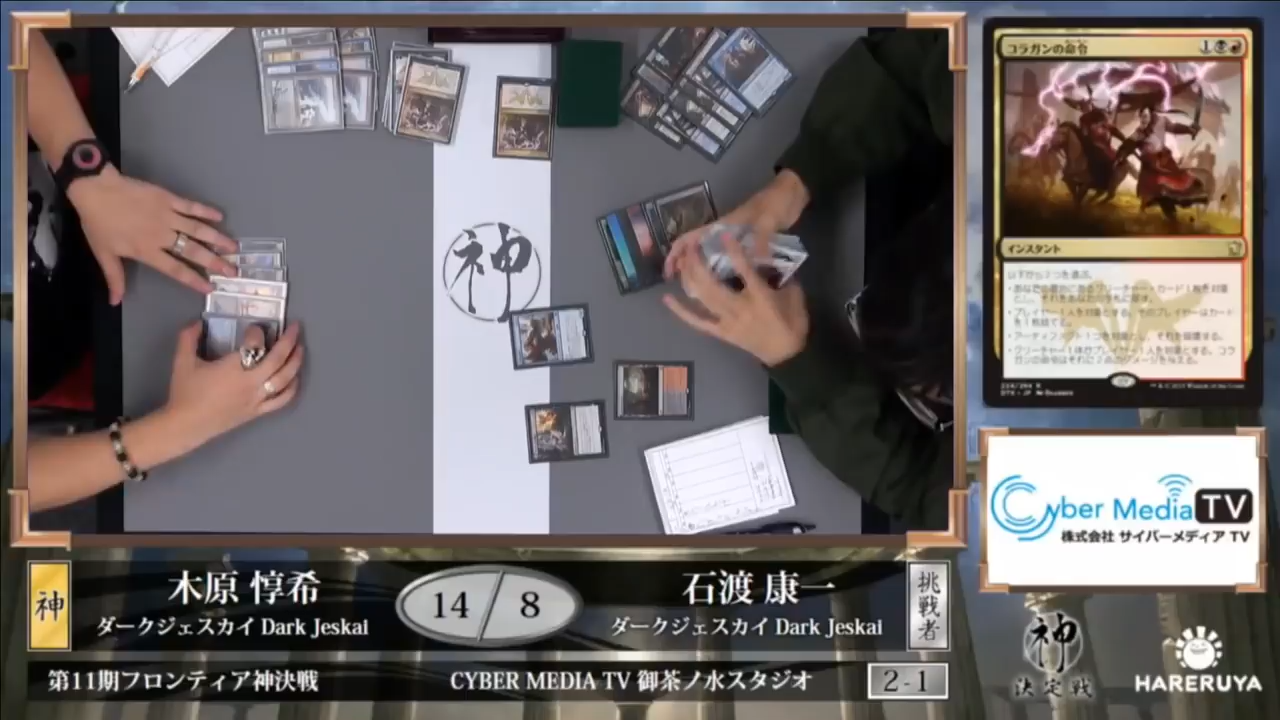 コラガンの命令
インスタント
以下から2つを選ぶ。
神
Cyber Media TV
株式会社 サイバーメディア TV
神
木原 惇希
ダークジェスカイ Dark Jeskai
14 / 8
石渡 康一
ダークジェスカイ Dark Jeskai
挑戦者
第11期フロンティア神決戦
CYBER MEDIA TV 御茶ノ水スタジオ
2-1
神
決定戦
HARERUYA